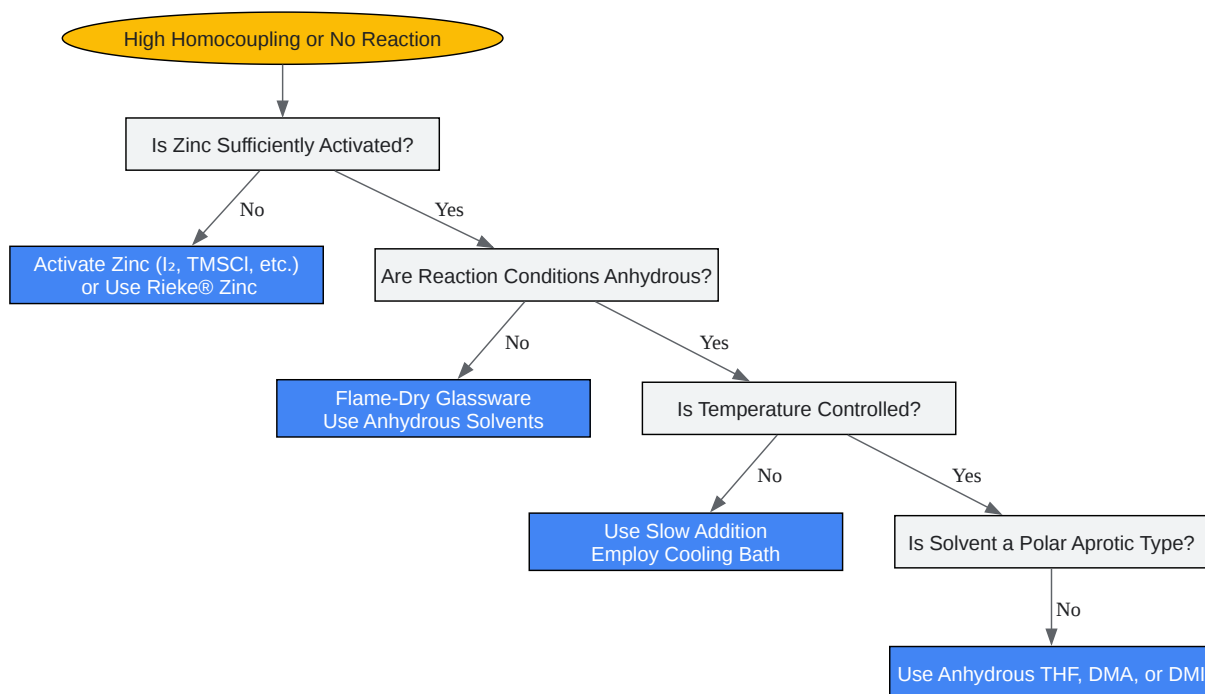 High Homocoupling or No Reaction
Is Zinc Sufficiently Activated?
No
Yes
Activate Zinc (I₂, TMSCl, etc.)
or Use Rieke® Zinc
Are Reaction Conditions Anhydrous?
No
Yes
Flame-Dry Glassware
Use Anhydrous Solvents
Is Temperature Controlled?
No
Yes
Use Slow Addition
Employ Cooling Bath
Is Solvent a Polar Aprotic Type?
No
Use Anhydrous THF, DMA, or DMI